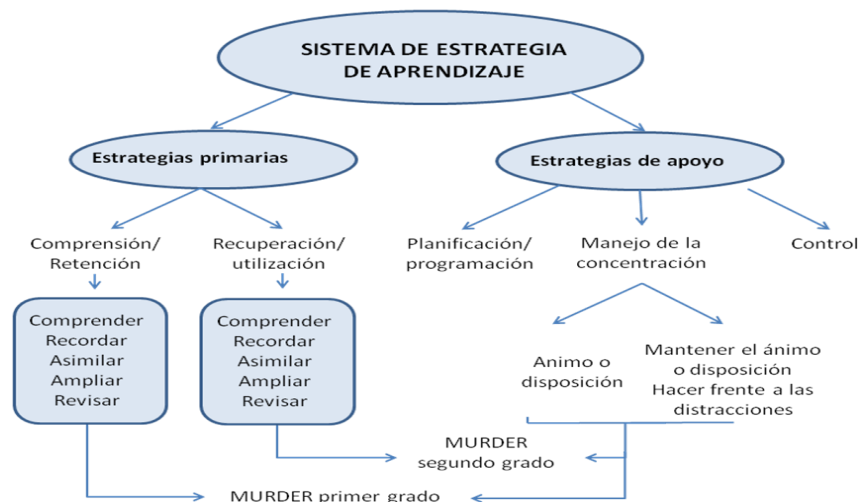 SISTEMA DE ESTRATEGIA
DE APRENDIZAJE
Estrategias primarias
Estrategias de apoyo
Comprensión/
Retención
Recuperación/
utilización
Planificación/
programación
Manejo de la
concentración
Control
Comprender
Recordar
Asimilar
Ampliar
Revisar
Comprender
Recordar
Asimilar
Ampliar
Revisar
Animo o
disposición
Mantener el ánimo
o disposición
Hacer frente a las
distracciones
MURDER
segundo grado
MURDER primer grado